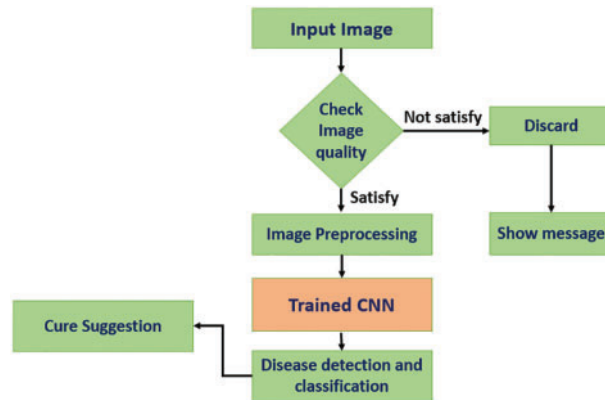 Input Image
Check
Image
quality
Not satisfy
Discard
Satisfy
Image Preprocessing
Show message
Trained CNN
Cure Suggestion
Disease detection and
classification